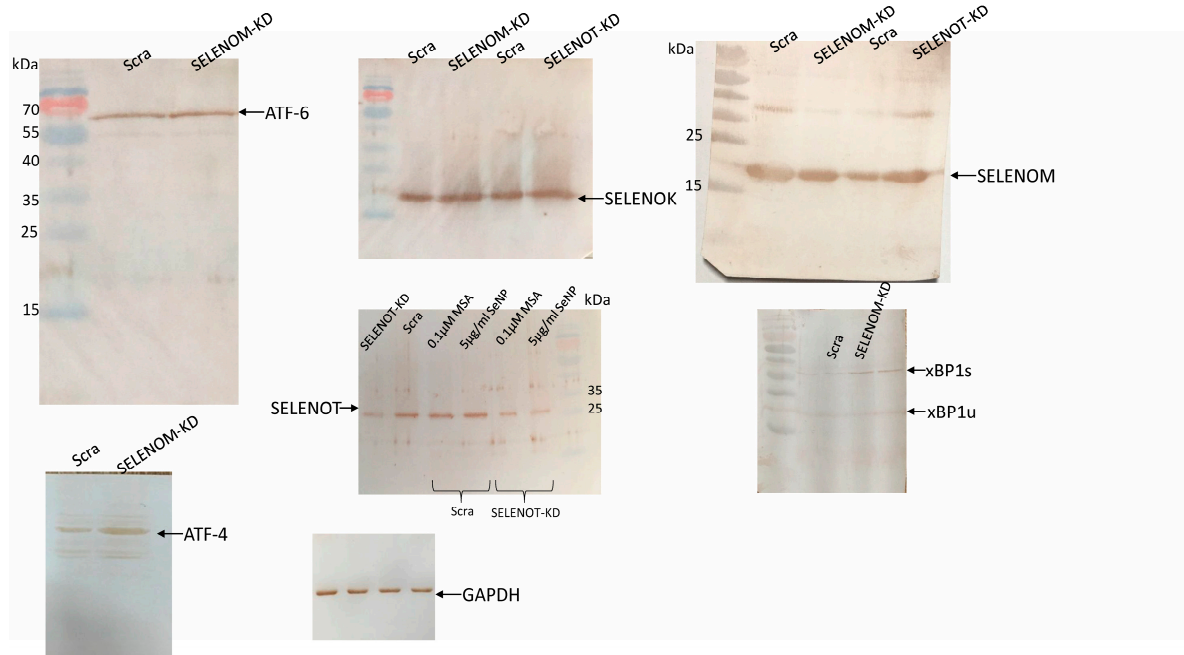 kDa
Scra
SELENOM-KD
70
55
40
35
25
15
ATF-6
Scra
SELENOM-KD
Scra
SELENOT-KD
SELENOK
kDa
Scra
SELENOM-KD
Scra
SELENOT-KD
25
15
SELENOM
SELENOT-KD
Scra
0.1µM MSA
5µg/ml SeNP
0.1µM MSA
5µg/ml SeNP
kDa
35
25
SELENOT
Scra
SELENOT-KD
Scra
SELENOM-KD
xBP1s
xBP1u
Scra
SELENOM-KD
ATF-4
GAPDH